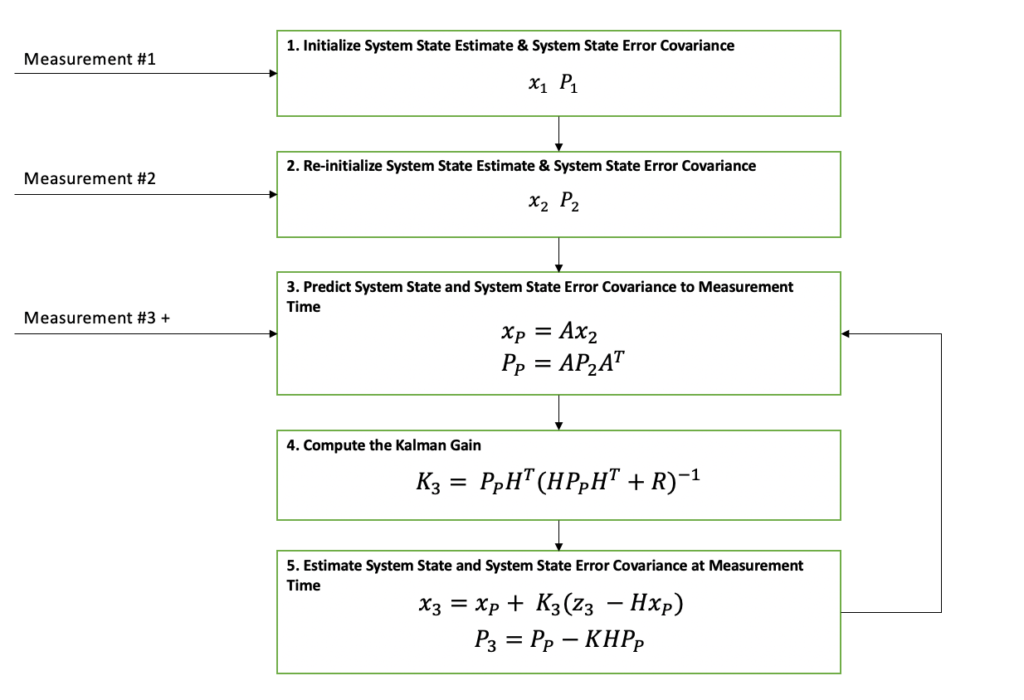 Measurement #1
1. Initialize System State Estimate & System State Error Covariance
x₁ P₁
Measurement #2
2. Re-initialize System State Estimate & System State Error Covariance
x₂ P₂
Measurement #3 +
3. Predict System State and System State Error Covariance to Measurement
Time
x_P = Ax₂
P_P = AP₂Aᵀ
4. Compute the Kalman Gain
K₃ = P_PHᵀ(HP_PHᵀ + R)⁻¹
5. Estimate System State and System State Error Covariance at Measurement
Time
x₃ = x_P + K₃(z₃ − Hx_P)
P₃ = P_P − KHP_P